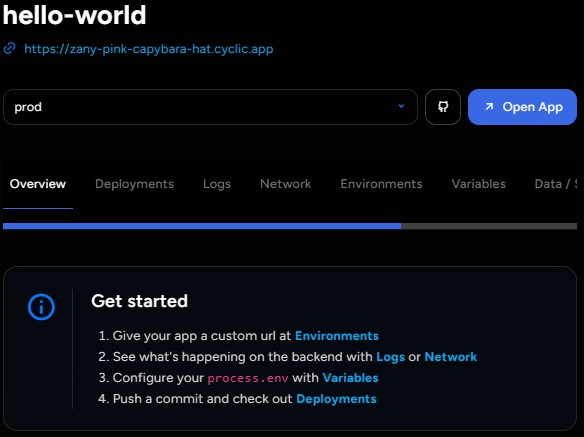 hello-world
https://zany-pink-capybara-hat.cyclic.app
prod
Open App
Overview Deployments Logs Network Environments Variables Data /
Get started
1. Give your app a custom url at Environments
2. See what's happening on the backend with Logs or Network
3. Configure your process.env with Variables
4. Push a commit and check out Deployments